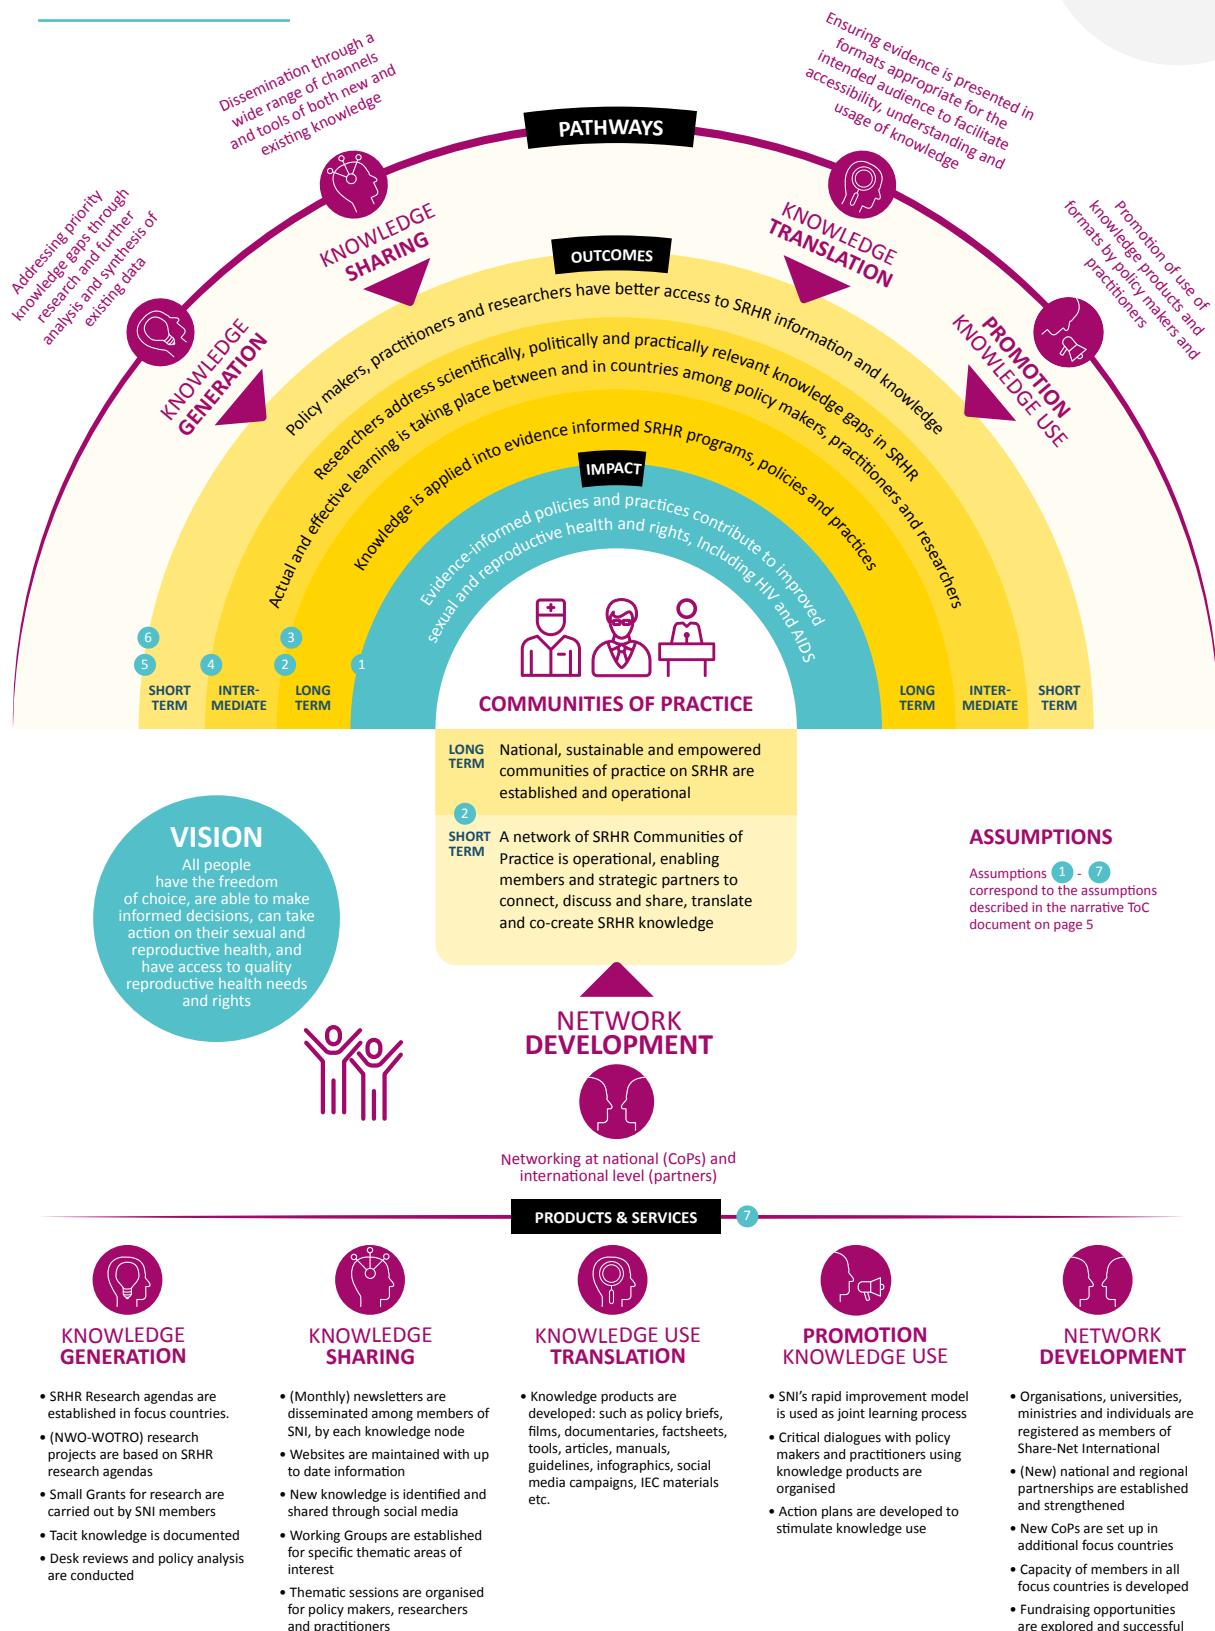 Dissemination through a
wide range of channels
and tools of both new and
existing knowledge
Ensuring evidence is presented in
formats appropriate for the
intended audience to facilitate
accessibility, understanding and
usage of knowledge
PATHWAYS
Addressing priority
knowledge gaps through
research and further
analysis and synthesis of
existing data
KNOWLEDGE
SHARING
KNOWLEDGE
TRANSLATION
Promotion of use of
knowledge products and
formats by policy makers and
practitioners
KNOWLEDGE
GENERATION
PROMOTION
KNOWLEDGE USE
OUTCOMES
Policy makers, practitioners and researchers have better access to SRHR information and knowledge
Researchers address scientifically, politically and practically relevant knowledge gaps in SRHR
Actual and effective learning is taking place between and in countries among policy makers, practitioners and researchers
Knowledge is applied into evidence informed SRHR programs, policies and practices
IMPACT
Evidence-informed policies and practices contribute to improved
sexual and reproductive health and rights, Including HIV and AIDS
6
3
5
4
2
1
SHORT
TERM
INTER-
MEDIATE
LONG
TERM
COMMUNITIES OF PRACTICE
LONG
TERM
INTER-
MEDIATE
SHORT
TERM
LONG
TERM
National, sustainable and empowered
communities of practice on SRHR are
established and operational
2
SHORT
TERM
A network of SRHR Communities of
Practice is operational, enabling
members and strategic partners to
connect, discuss and share, translate
and co-create SRHR knowledge
VISION
All people
have the freedom
of choice, are able to make
informed decisions, can take
action on their sexual and
reproductive health, and
have access to quality
reproductive health needs
and rights
ASSUMPTIONS
Assumptions 1 - 7
correspond to the assumptions
described in the narrative ToC
document on page 5
NETWORK
DEVELOPMENT
Networking at national (CoPs) and
international level (partners)
PRODUCTS & SERVICES 7
KNOWLEDGE
GENERATION
• SRHR Research agendas are
established in focus countries.
• (NWO-WOTRO) research
projects are based on SRHR
research agendas
• Small Grants for research are
carried out by SNI members
• Tacit knowledge is documented
• Desk reviews and policy analysis
are conducted
KNOWLEDGE
SHARING
• (Monthly) newsletters are
disseminated among members of
SNI, by each knowledge node
• Websites are maintained with up
to date information
• New knowledge is identified and
shared through social media
• Working Groups are established
for specific thematic areas of
interest
• Thematic sessions are organised
for policy makers, researchers
and practitioners
KNOWLEDGE USE
TRANSLATION
• Knowledge products are
developed: such as policy briefs,
films, documentaries, factsheets,
tools, articles, manuals,
guidelines, infographics, social
media campaigns, IEC materials
etc.
PROMOTION
KNOWLEDGE USE
• SNI's rapid improvement model
is used as joint learning process
• Critical dialogues with policy
makers and practitioners using
knowledge products are
organised
• Action plans are developed to
stimulate knowledge use
NETWORK
DEVELOPMENT
• Organisations, universities,
ministries and individuals are
registered as members of
Share-Net International
• (New) national and regional
partnerships are established
and strengthened
• New CoPs are set up in
additional focus countries
• Capacity of members in all
focus countries is developed
• Fundraising opportunities
are explored and successful